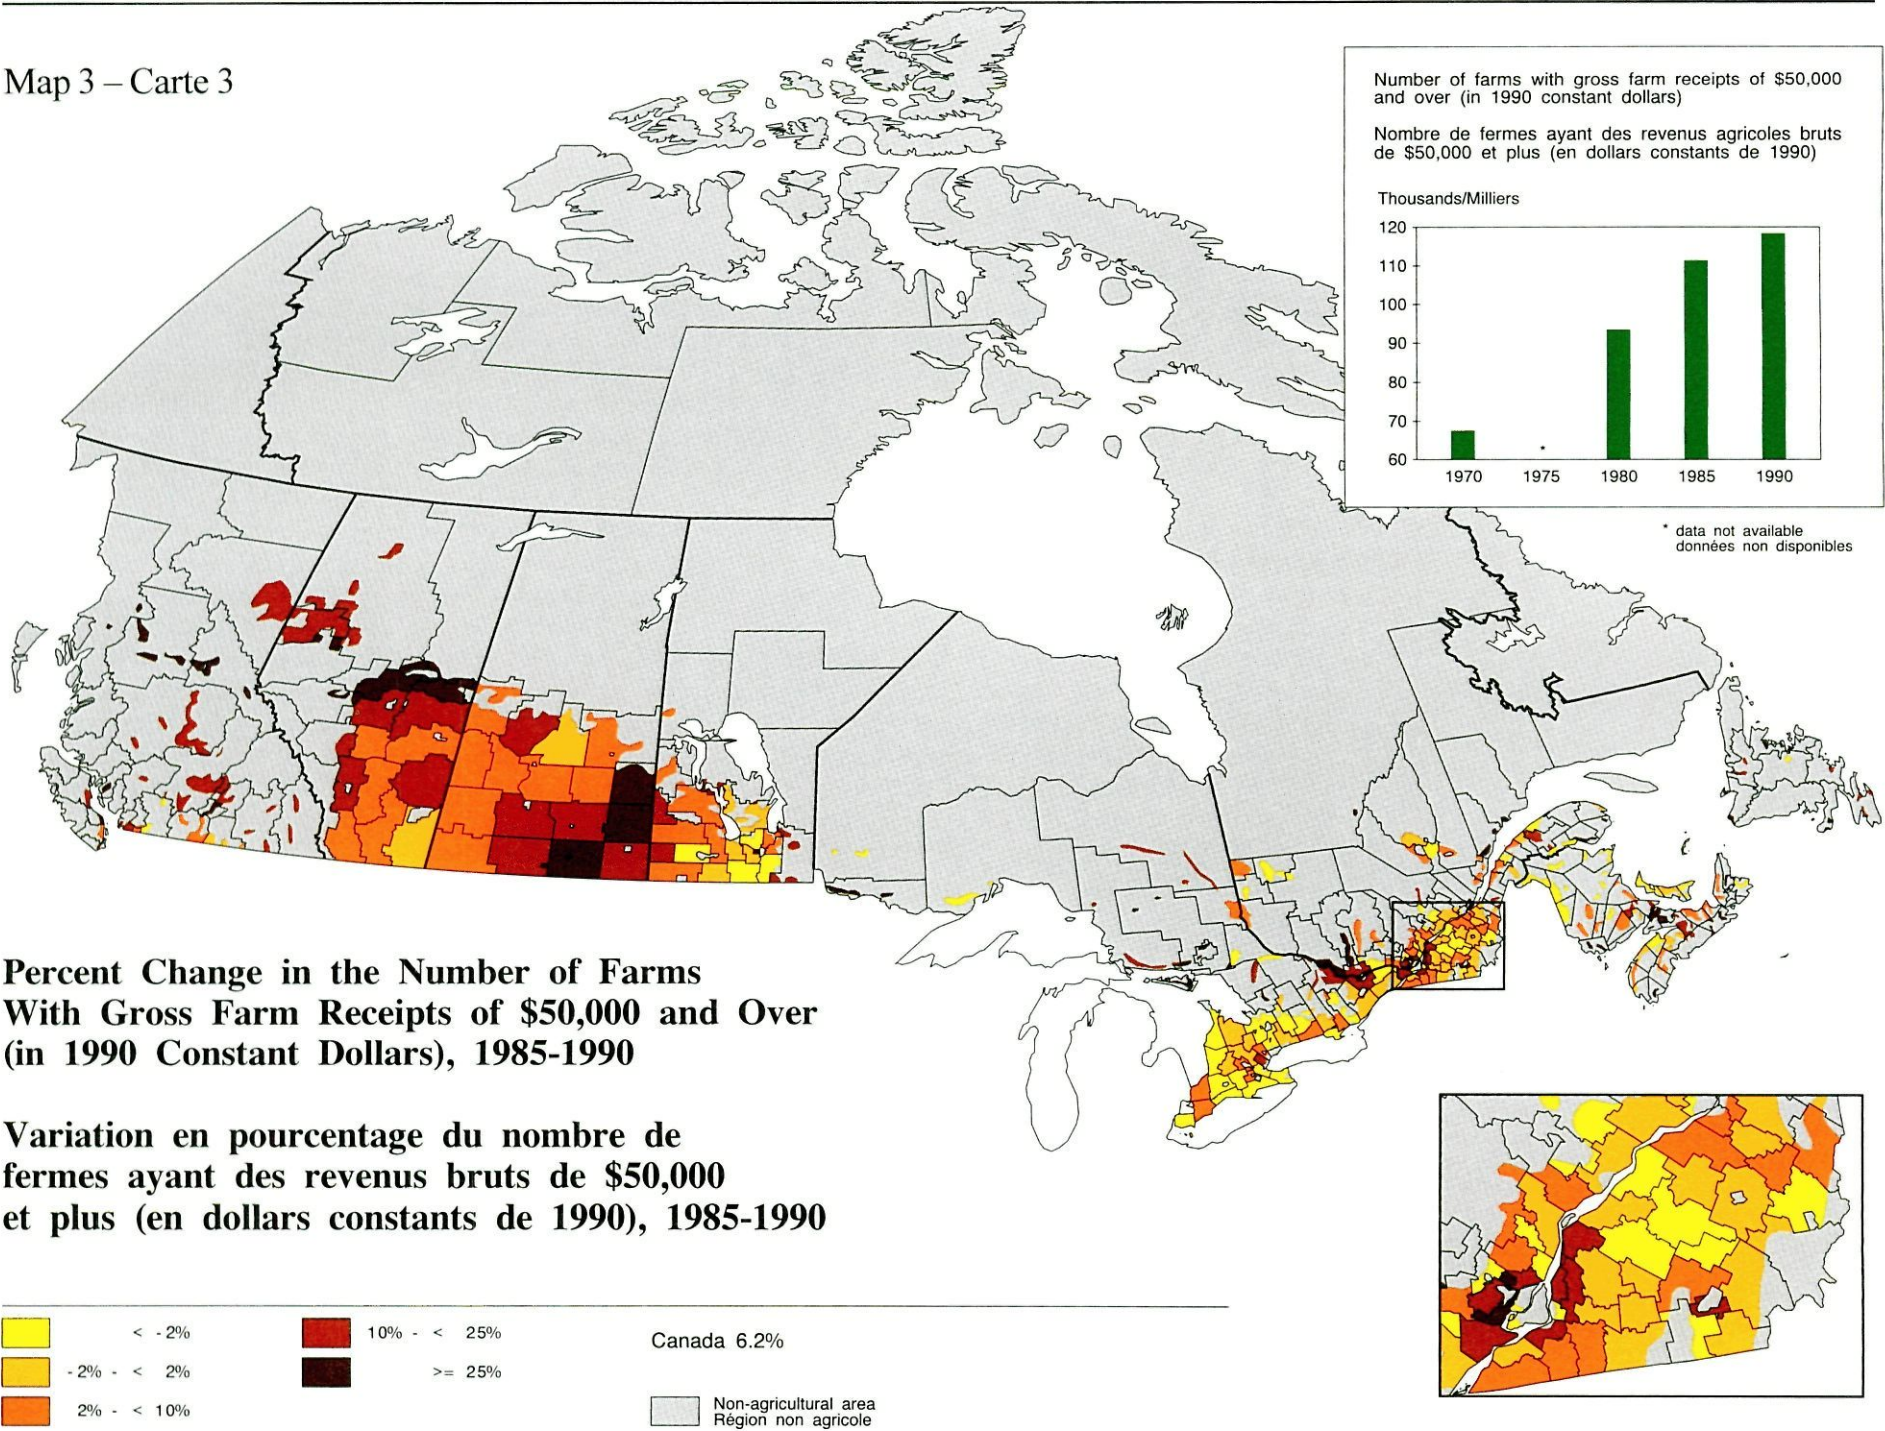 Map 3 – Carte 3
Number of farms with gross farm receipts of $50,000
and over (in 1990 constant dollars)
Nombre de fermes ayant des revenus agricoles bruts
de $50,000 et plus (en dollars constants de 1990)
Thousands/Milliers
120
110
100
90
80
70
60
*
1970 1975 1980 1985 1990
* data not available
données non disponibles
Percent Change in the Number of Farms
With Gross Farm Receipts of $50,000 and Over
(in 1990 Constant Dollars), 1985-1990
Variation en pourcentage du nombre de
fermes ayant des revenus bruts de $50,000
et plus (en dollars constants de 1990), 1985-1990
< -2%
-2% - < 2%
2% - < 10%
10% - < 25%
>= 25%
Canada 6.2%
Non-agricultural area
Région non agricole